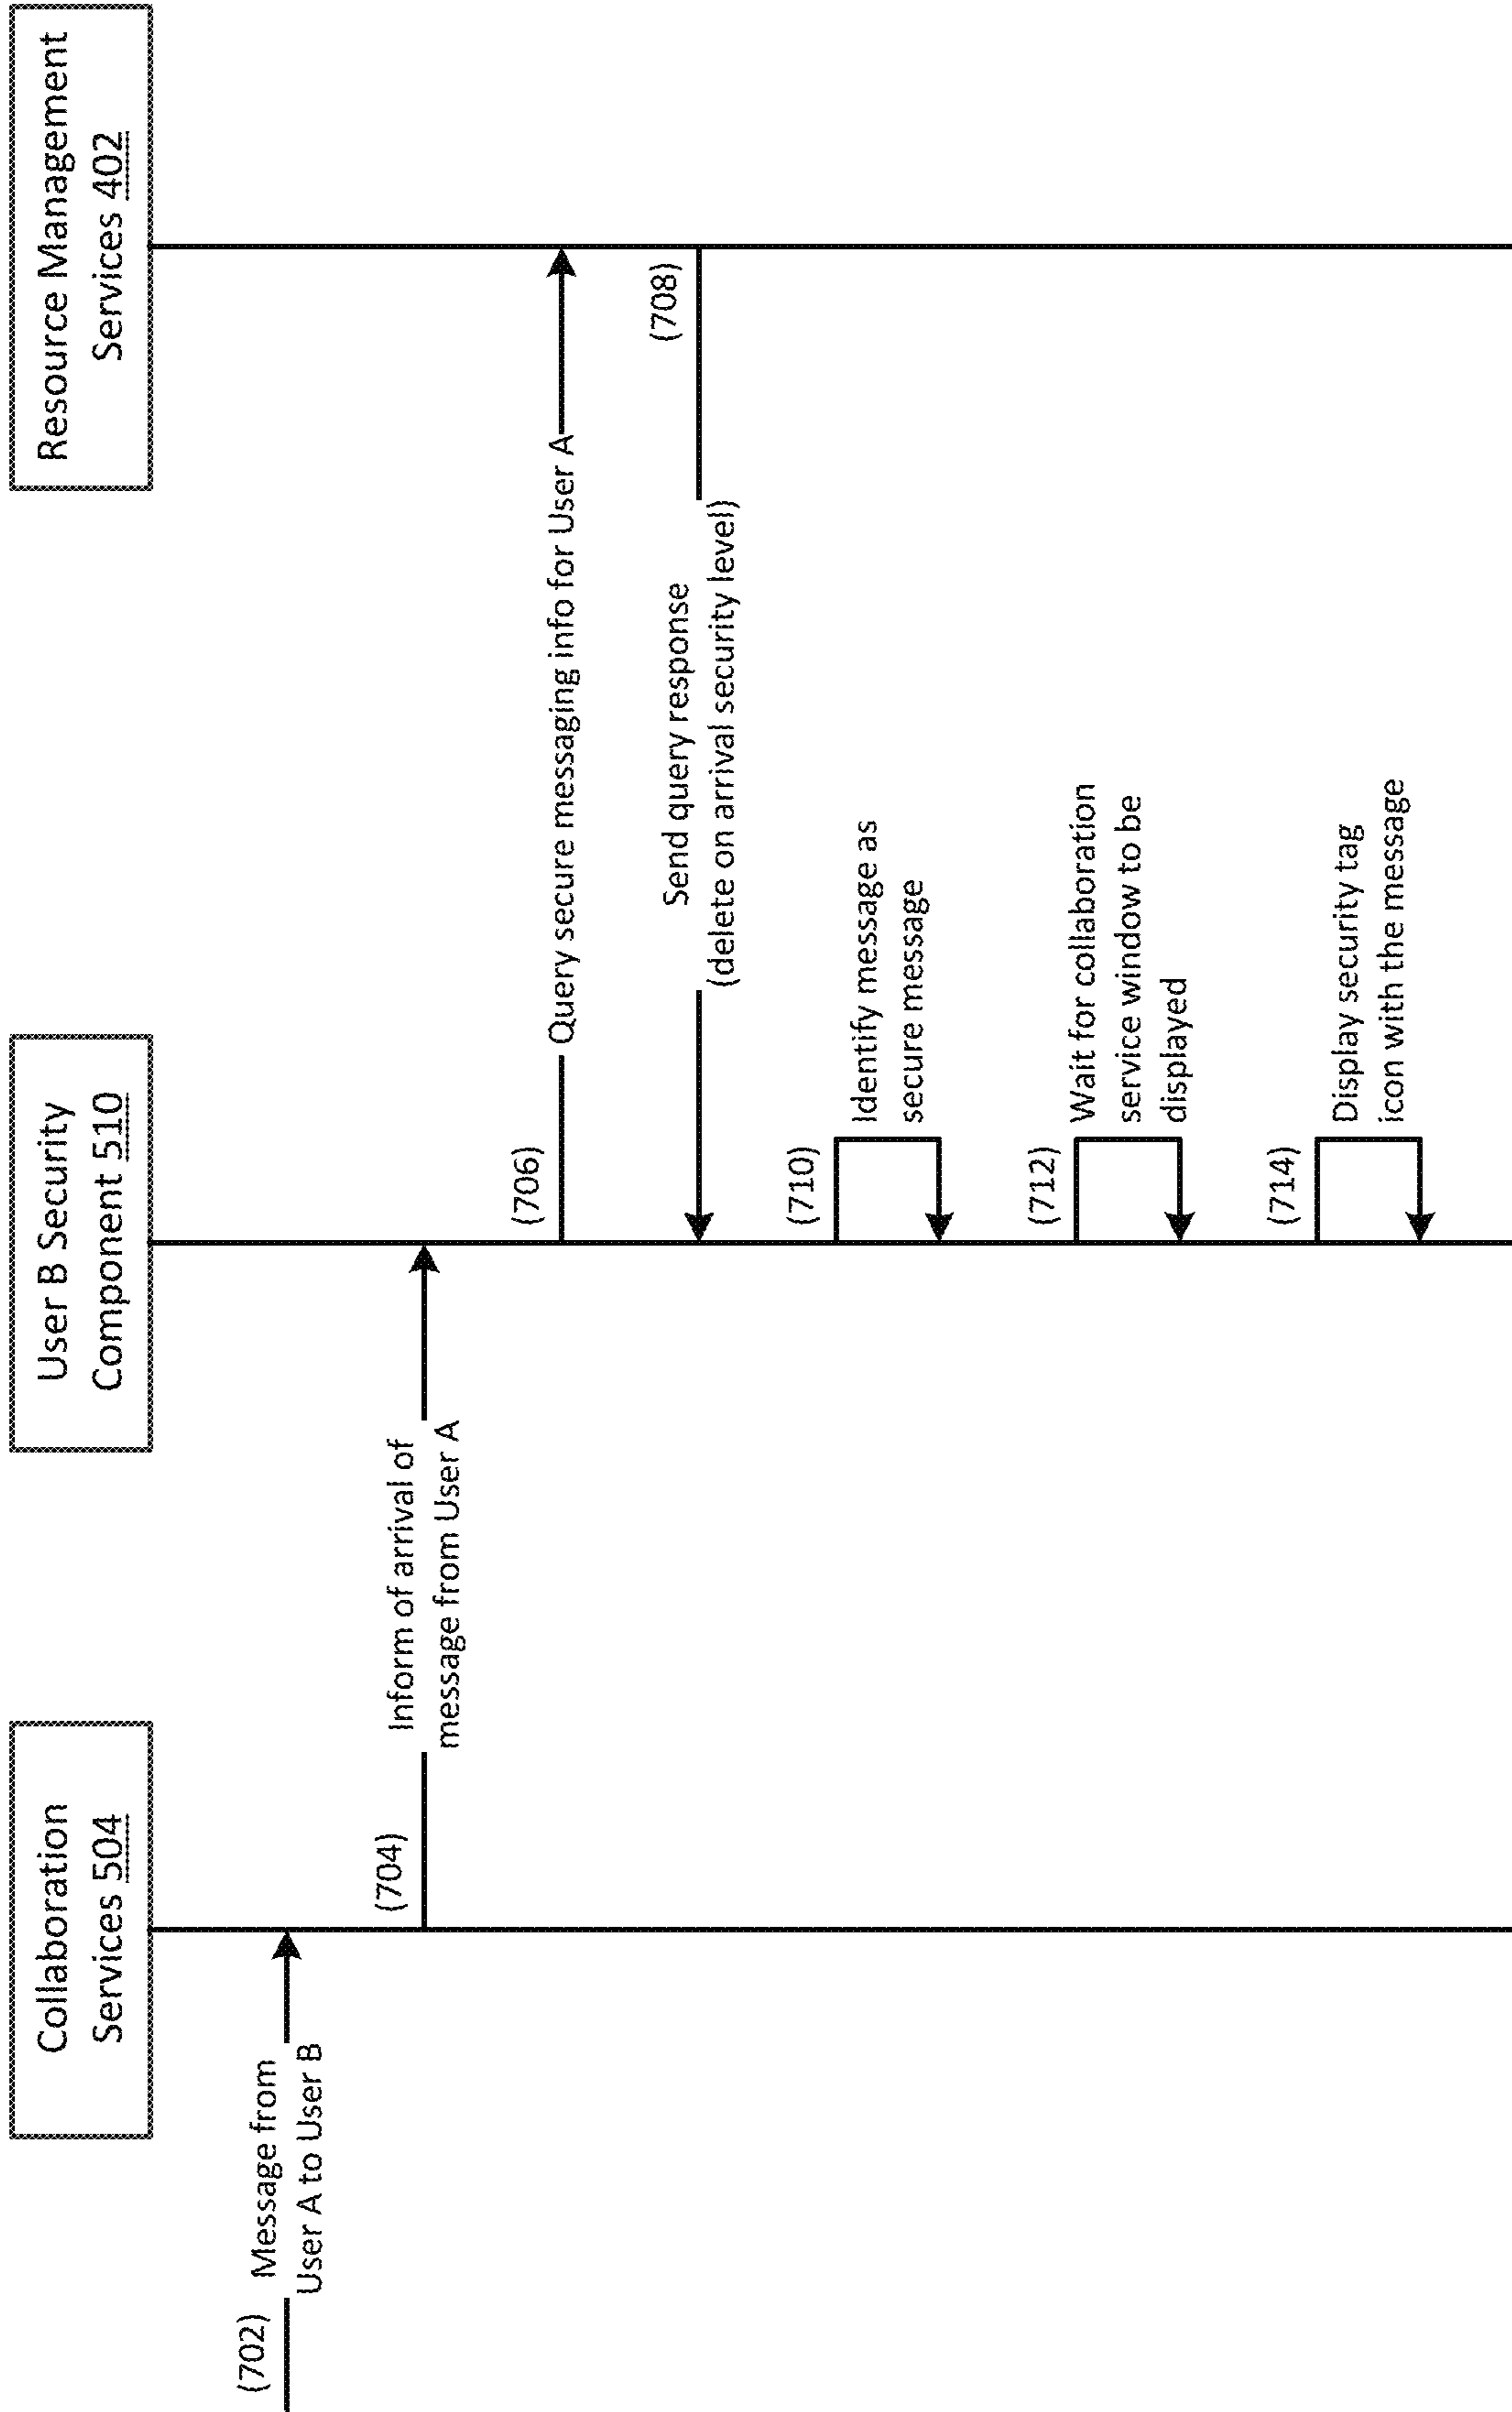 Collaboration
Services 504
User B Security
Component 510
Resource Management
Services 402
(702)
Message from
User A to User B
(704)
Inform of arrival of
message from User A
(706)
Query secure messaging info for User A
(708)
Send query response
(delete on arrival security level)
(710)
Identify message as
secure message
(712)
Wait for collaboration
service window to be
displayed
(714)
Display security tag
icon with the message